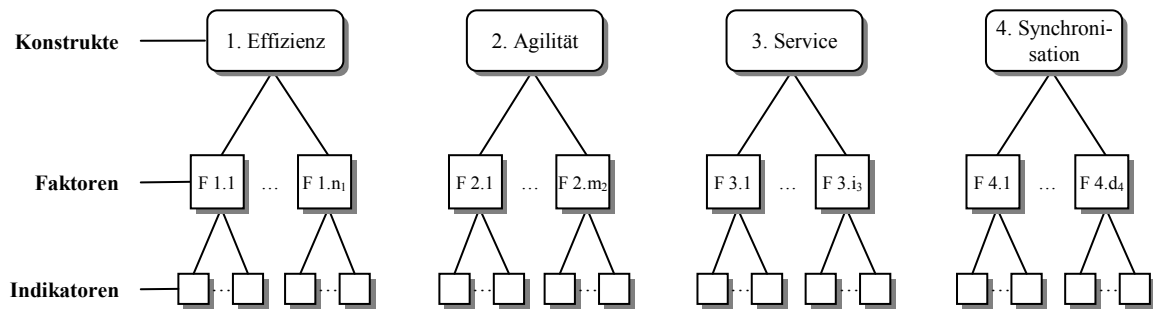 Konstrukte 1. Effizienz 2. Agilität 3. Service 4. Synchroni-
sation
Faktoren F 1.1 … F 1.n₁ F 2.1 … F 2.m₂ F 3.1 … F 3.i₃ F 4.1 … F 4.d₄
Indikatoren … … … … … … … …